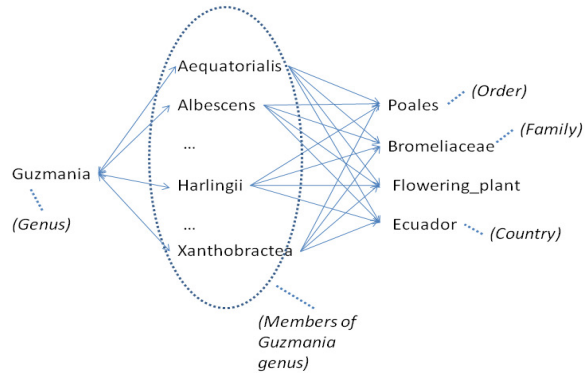 Aequatorialis
Albescens
...
Guzmania
Harlingii
...
Xanthobractea
(Genus)
(Members of
Guzmania
genus)
Poales
(Order)
Bromeliaceae
(Family)
Flowering_plant
Ecuador
(Country)